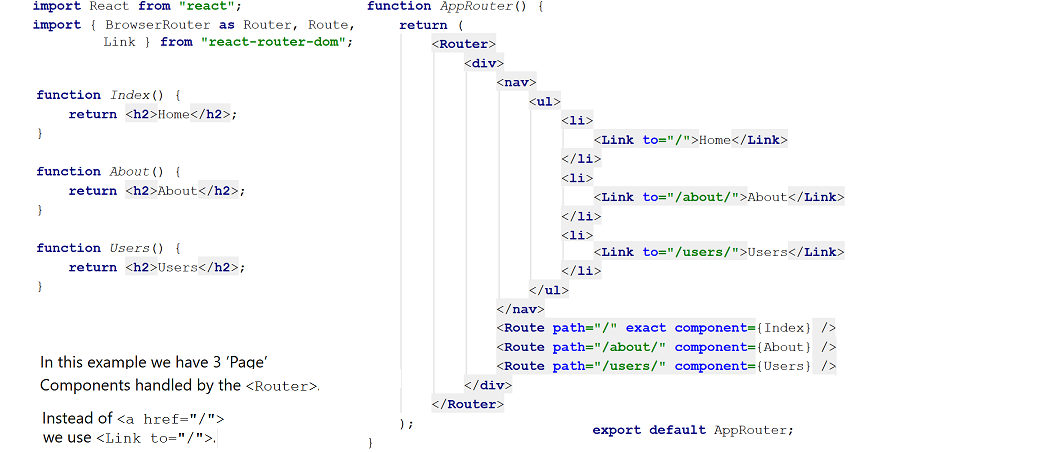 import React from "react";
import { BrowserRouter as Router, Route,
Link } from "react-router-dom";
function Index() {
return <h2>Home</h2>;
}
function About() {
return <h2>About</h2>;
}
function Users() {
return <h2>Users</h2>;
}
In this example we have 3 ‘Page’
Components handled by the <Router>.
Instead of <a href="/">
we use <Link to="/">.
function AppRouter() {
return (
<Router>
<div>
<nav>
<ul>
<li>
<Link to="/">Home</Link>
</li>
<li>
<Link to="/about/">About</Link>
</li>
<li>
<Link to="/users/">Users</Link>
</li>
</ul>
</nav>
<Route path="/" exact component={Index} />
<Route path="/about/" component={About} />
<Route path="/users/" component={Users} />
</div>
</Router>
);
}
export default AppRouter;